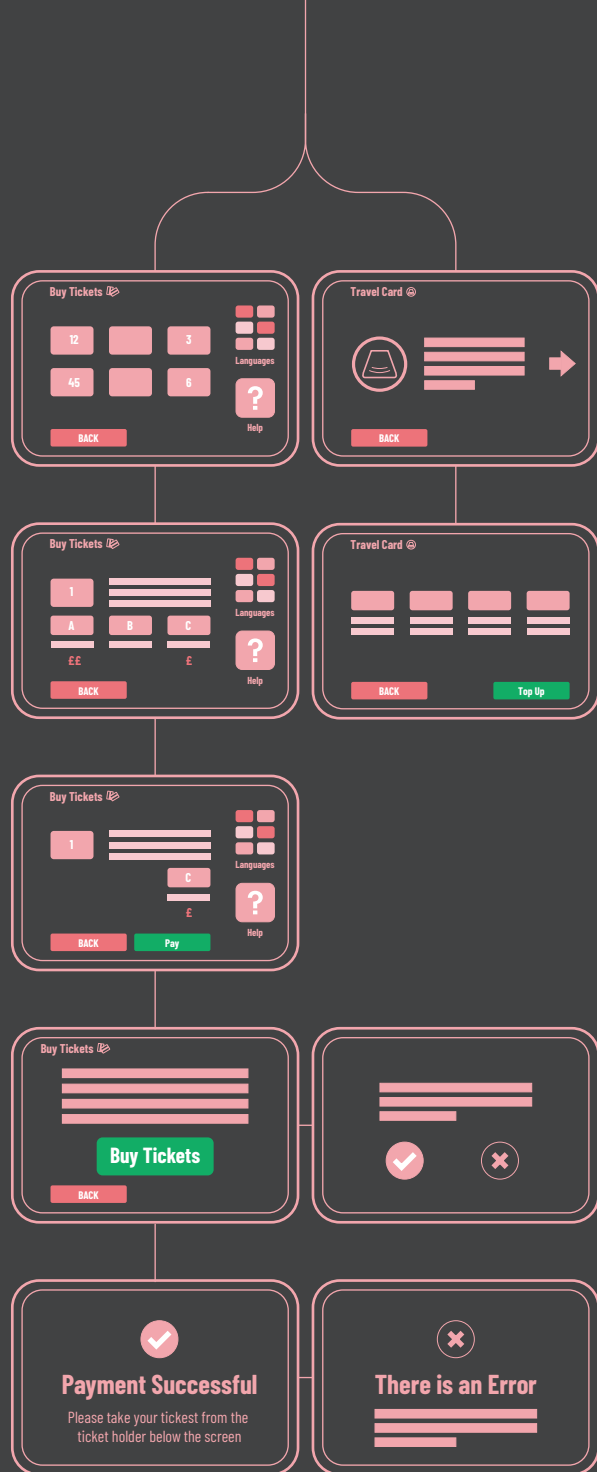 Buy Tickets
12
3
45
6
Languages
?
Help
BACK
Travel Card
BACK
Buy Tickets
1
A
B
C
££
£
Languages
?
Help
BACK
Travel Card
BACK
Top Up
Buy Tickets
1
C
£
Languages
?
Help
BACK
Pay
Buy Tickets
Buy Tickets
BACK
Payment Successful
Please take your tickest from the
ticket holder below the screen
There is an Error